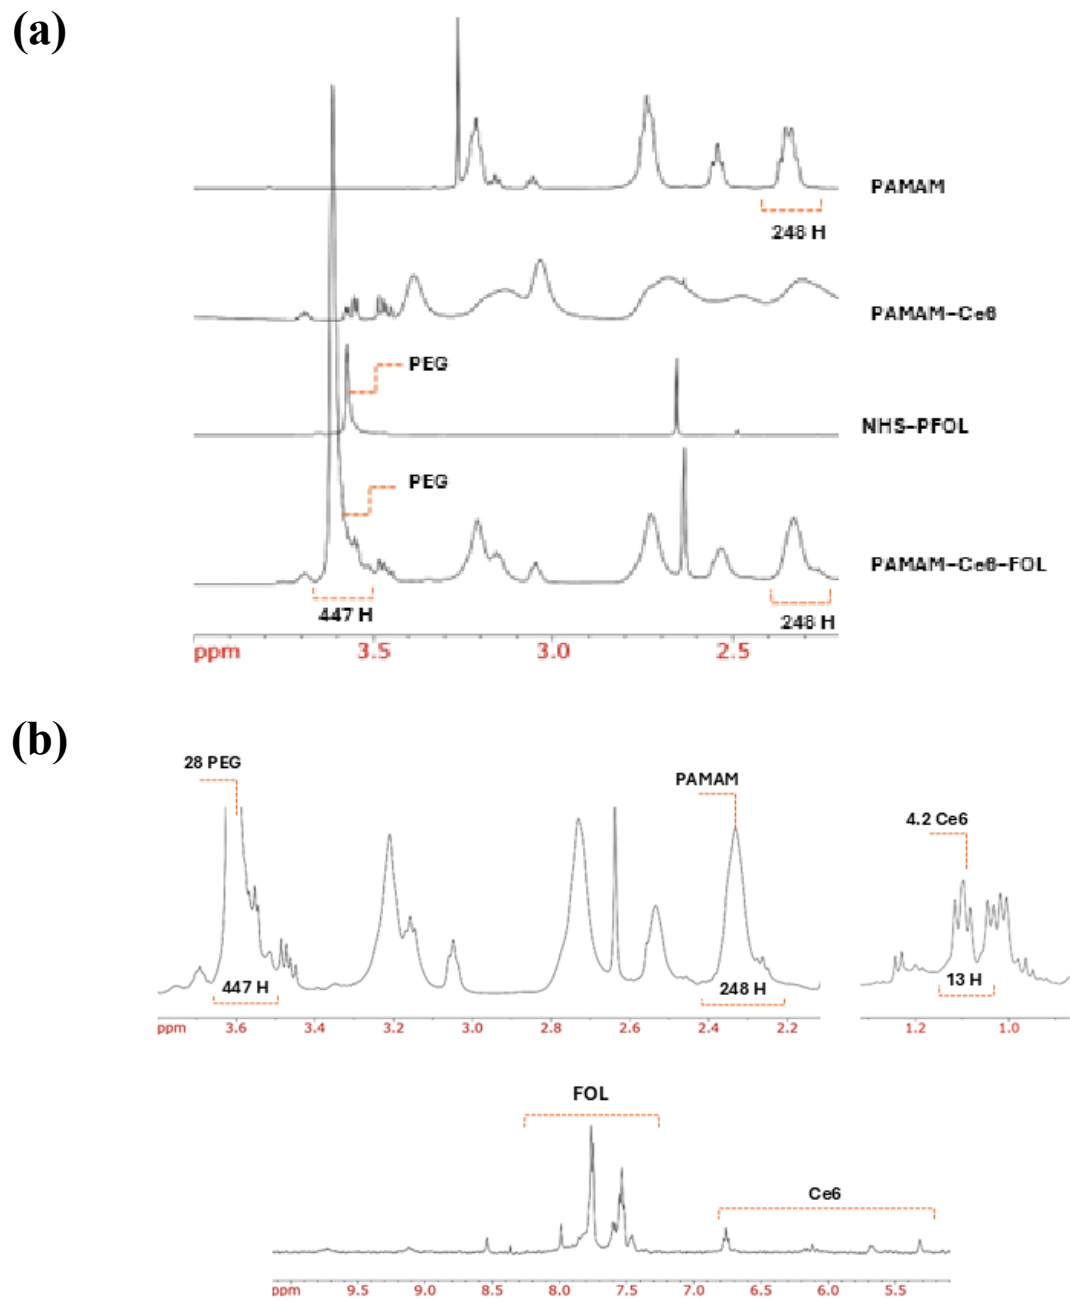 (a)
PAMAM
248 H
PAMAM-Ce6
PEG
NHS-PFOL
PEG
PAMAM-Ce6-FOL
447 H
248 H
ppm 3.5 3.0 2.5
(b)
28 PEG
PAMAM
4.2 Ce6
447 H
248 H
13 H
ppm 3.6 3.4 3.2 3.0 2.8 2.6 2.4 2.2
1.2 1.0
FOL
Ce6
ppm 9.5 9.0 8.5 8.0 7.5 7.0 6.5 6.0 5.5